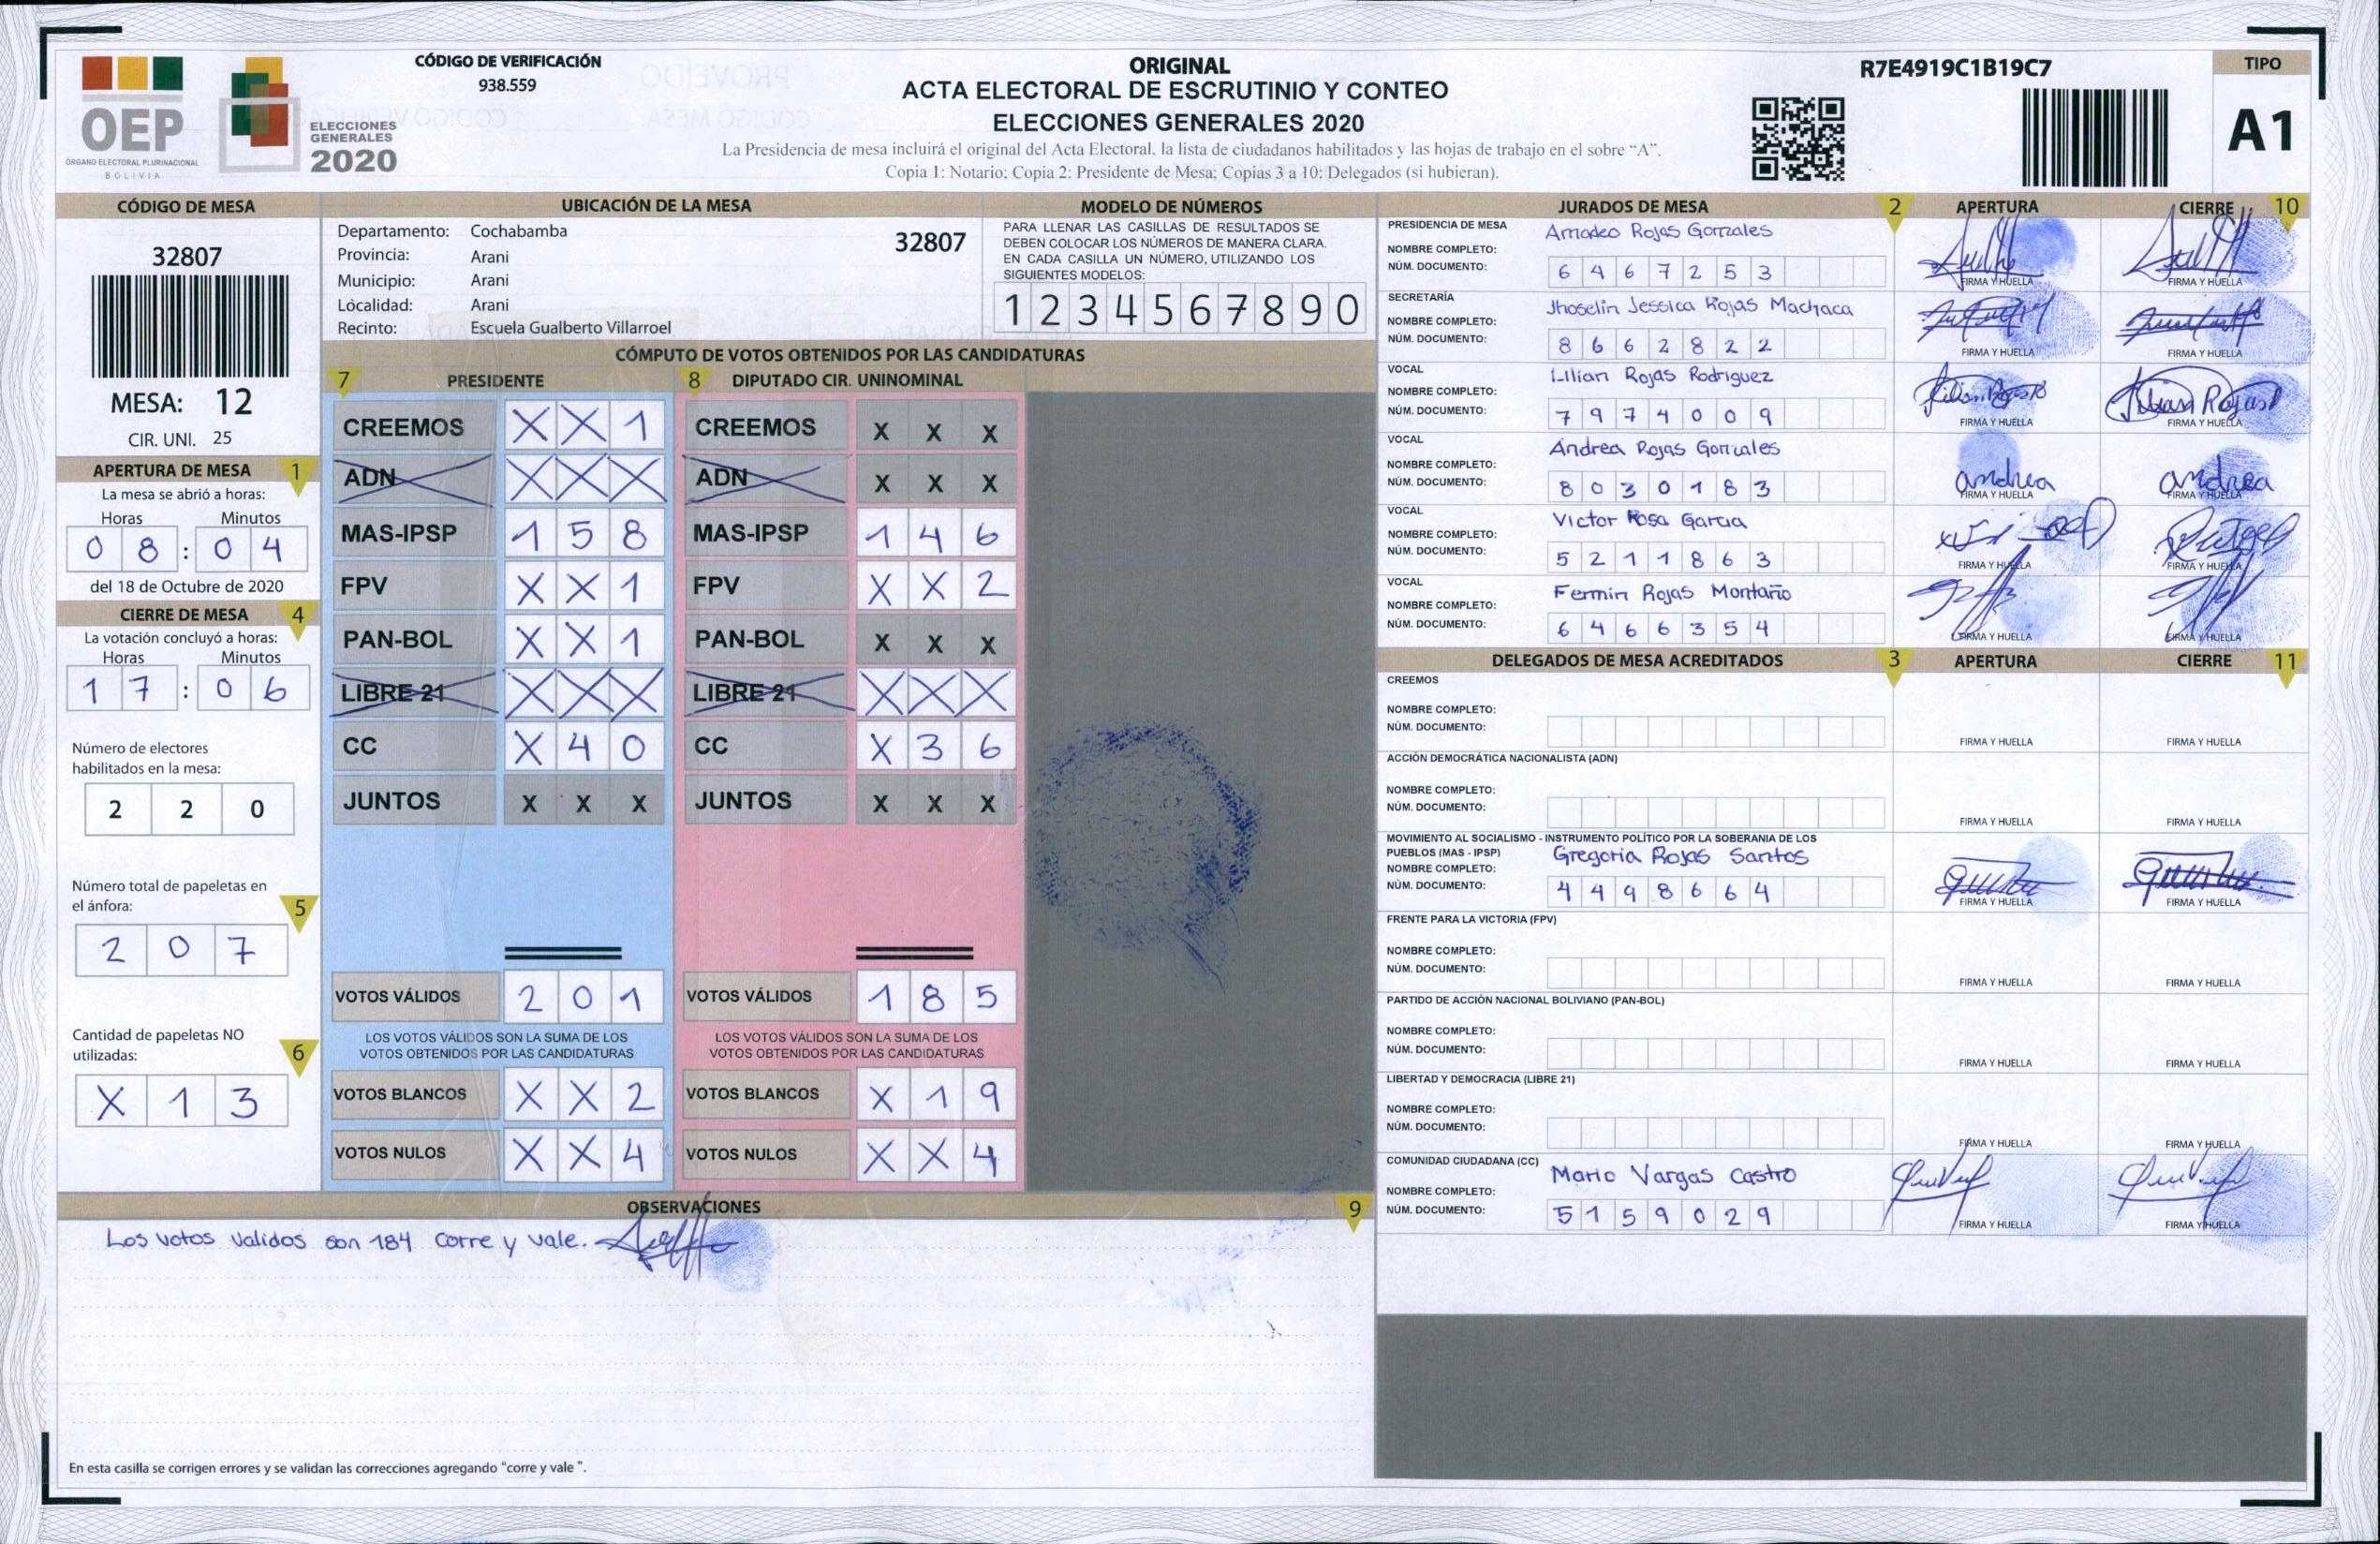 OEP
ÓRGANO ELECTORAL PLURINACIONAL
BOLIVIA
ELECCIONES
GENERALES
2020
CÓDIGO DE VERIFICACIÓN
938.559
ORIGINAL
ACTA ELECTORAL DE ESCRUTINIO Y CONTEO
ELECCIONES GENERALES 2020
La Presidencia de mesa incluirá el original del Acta Electoral, la lista de ciudadanos habilitados y las hojas de trabajo en el sobre “A”.
Copia 1: Notario; Copia 2: Presidente de Mesa; Copias 3 a 10: Delegados (si hubieran).
R7E4919C1B19C7
TIPO
A1
CÓDIGO DE MESA
32807
MESA: 12
CIR. UNI. 25
APERTURA DE MESA 1
La mesa se abrió a horas:
Horas Minutos
0 8 : 0 4
del 18 de Octubre de 2020
CIERRE DE MESA 4
La votación concluyó a horas:
Horas Minutos
1 7 : 0 6
Número de electores
habilitados en la mesa:
2 2 0
Número total de papeletas en
el ánfora: 5
2 0 7
Cantidad de papeletas NO
utilizadas: 6
X 1 3
UBICACIÓN DE LA MESA
Departamento: Cochabamba
32807
Provincia: Arani
Municipio: Arani
Localidad: Arani
Recinto: Escuela Gualberto Villarroel
MODELO DE NÚMEROS
PARA LLENAR LAS CASILLAS DE RESULTADOS SE
DEBEN COLOCAR LOS NÚMEROS DE MANERA CLARA.
EN CADA CASILLA UN NÚMERO, UTILIZANDO LOS
SIGUIENTES MODELOS:
1 2 3 4 5 6 7 8 9 0
CÓMPUTO DE VOTOS OBTENIDOS POR LAS CANDIDATURAS
7 PRESIDENTE 8 DIPUTADO CIR. UNINOMINAL
CREEMOS X X 1 CREEMOS X X X
ADN X X X ADN X X X
MAS-IPSP 1 5 8 MAS-IPSP 1 4 6
FPV X X 1 FPV X X 2
PAN-BOL X X 1 PAN-BOL X X X
LIBRE 21 X X X LIBRE 21 X X X
CC X 4 0 CC X 3 6
JUNTOS X X X JUNTOS X X X
VOTOS VÁLIDOS 2 0 1 VOTOS VÁLIDOS 1 8 5
LOS VOTOS VÁLIDOS SON LA SUMA DE LOS LOS VOTOS VÁLIDOS SON LA SUMA DE LOS
VOTOS OBTENIDOS POR LAS CANDIDATURAS VOTOS OBTENIDOS POR LAS CANDIDATURAS
VOTOS BLANCOS X X 2 VOTOS BLANCOS X 1 9
VOTOS NULOS X X 4 VOTOS NULOS X X 4
OBSERVACIONES 9
Los votos validos son 184 corre y vale.
En esta casilla se corrigen errores y se validan las correcciones agregando "corre y vale ".
JURADOS DE MESA 2 APERTURA CIERRE 10
PRESIDENCIA DE MESA
NOMBRE COMPLETO: Amadeo Rojas Gonzales
NÚM. DOCUMENTO: 6 4 6 7 2 5 3
FIRMA Y HUELLA FIRMA Y HUELLA
SECRETARÍA
NOMBRE COMPLETO: Jhoselin Jessica Rojas Machaca
NÚM. DOCUMENTO: 8 6 6 2 8 2 2
FIRMA Y HUELLA FIRMA Y HUELLA
VOCAL
NOMBRE COMPLETO: Lilian Rojas Rodriguez
NÚM. DOCUMENTO: 7 9 7 4 0 0 9
Lilian Rojas
FIRMA Y HUELLA FIRMA Y HUELLA
VOCAL
NOMBRE COMPLETO: Andrea Rojas Gonzales
NÚM. DOCUMENTO: 8 0 3 0 1 8 3
andrea andrea
FIRMA Y HUELLA FIRMA Y HUELLA
VOCAL
NOMBRE COMPLETO: Victor Rosa Garcia
NÚM. DOCUMENTO: 5 2 1 1 8 6 3
FIRMA Y HUELLA FIRMA Y HUELLA
VOCAL
NOMBRE COMPLETO: Fermin Rojas Montaño
NÚM. DOCUMENTO: 6 4 6 6 3 5 4
FIRMA Y HUELLA FIRMA Y HUELLA
DELEGADOS DE MESA ACREDITADOS 3 APERTURA CIERRE 11
CREEMOS
NOMBRE COMPLETO:
NÚM. DOCUMENTO:
FIRMA Y HUELLA FIRMA Y HUELLA
ACCIÓN DEMOCRÁTICA NACIONALISTA (ADN)
NOMBRE COMPLETO:
NÚM. DOCUMENTO:
FIRMA Y HUELLA FIRMA Y HUELLA
MOVIMIENTO AL SOCIALISMO - INSTRUMENTO POLÍTICO POR LA SOBERANIA DE LOS
PUEBLOS (MAS - IPSP)
NOMBRE COMPLETO: Gregoria Rojas Santos
NÚM. DOCUMENTO: 4 4 9 8 6 6 4
FIRMA Y HUELLA FIRMA Y HUELLA
FRENTE PARA LA VICTORIA (FPV)
NOMBRE COMPLETO:
NÚM. DOCUMENTO:
FIRMA Y HUELLA FIRMA Y HUELLA
PARTIDO DE ACCIÓN NACIONAL BOLIVIANO (PAN-BOL)
NOMBRE COMPLETO:
NÚM. DOCUMENTO:
FIRMA Y HUELLA FIRMA Y HUELLA
LIBERTAD Y DEMOCRACIA (LIBRE 21)
NOMBRE COMPLETO:
NÚM. DOCUMENTO:
FIRMA Y HUELLA FIRMA Y HUELLA
COMUNIDAD CIUDADANA (CC)
NOMBRE COMPLETO: Mario Vargas Castro
NÚM. DOCUMENTO: 5 1 5 9 0 2 9
FIRMA Y HUELLA FIRMA Y HUELLA